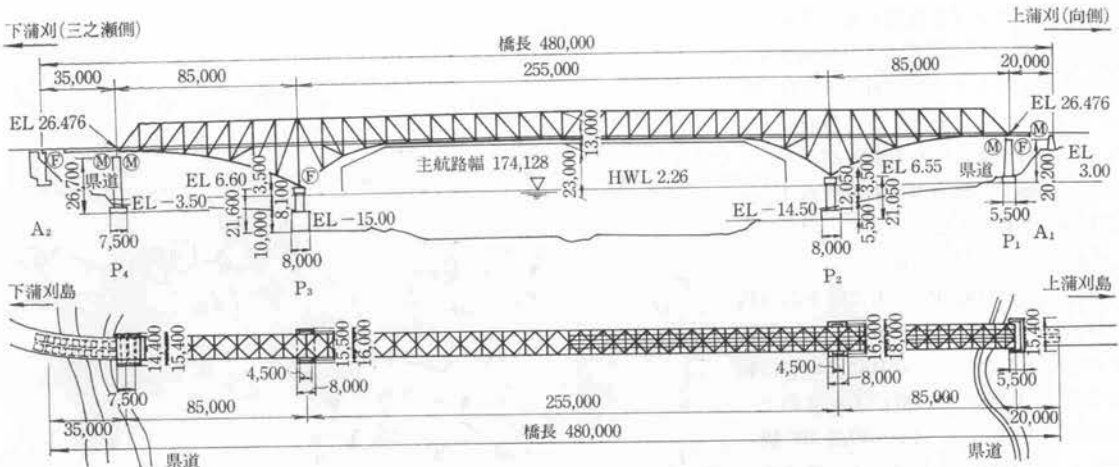 下蒲刈(三之瀬側)
上蒲刈(向側)
橋長 480,000
35,000
85,000
255,000
85,000
20,000
EL 26.476
EL 26.476
13,000
F
M
M
県道
26,700
EL -3.50
EL 6.60
3,500
8,100
F
主航路幅 174,128
23,000
HWL 2.26
2,050
3,500
EL 6.55
県道
M
M
F
20,200
EL
3.00
21,600
10,000
EL -15.00
EL -14.50
5,500
21,050
5,500
7,500
8,000
8,000
A₂
P₄
P₃
P₂
P₁
A₁
下蒲刈島
上蒲刈島
14,400
15,400
15,500
16,000
16,000
18,000
15,400
7,500
4,500
8,000
4,500
8,000
5,500
35,000
85,000
255,000
85,000
20,000
橋長 480,000
県道
県道